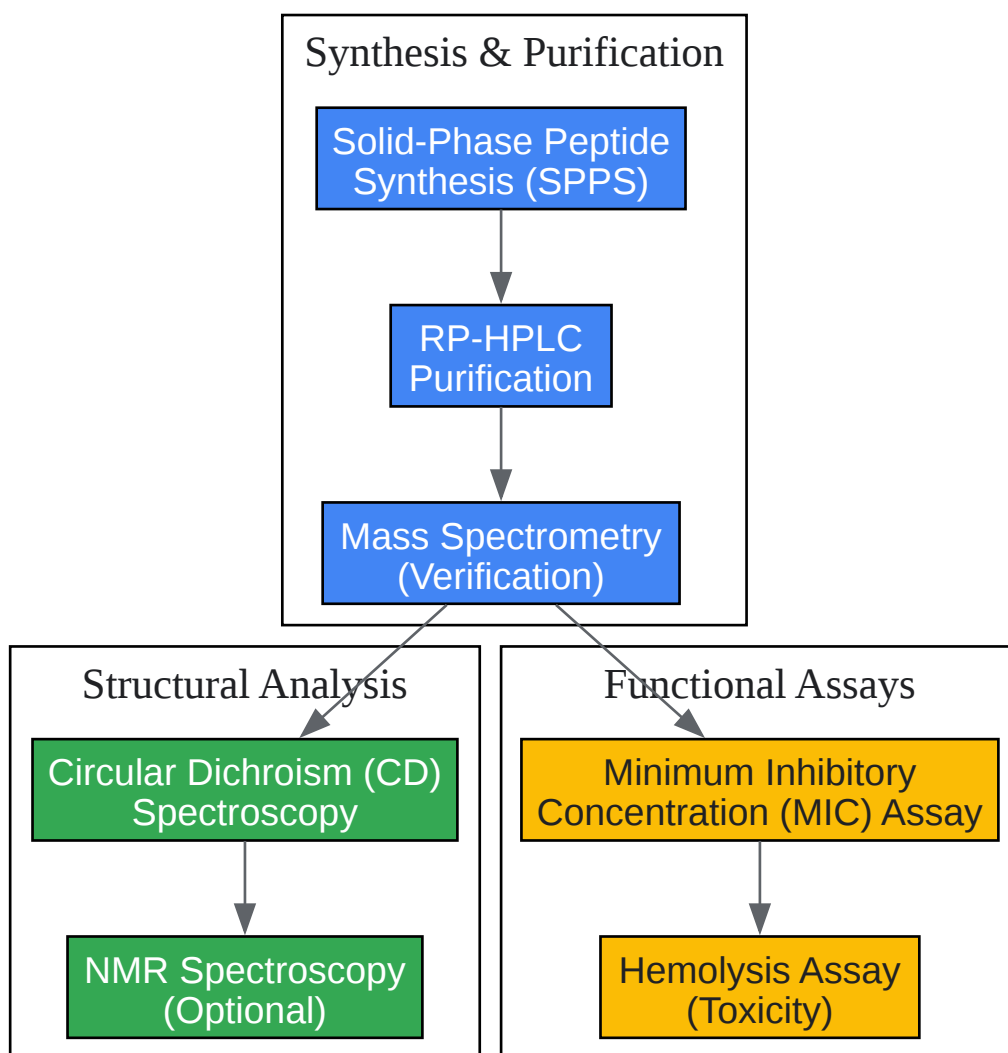 Synthesis & Purification
Solid-Phase Peptide
Synthesis (SPPS)
RP-HPLC
Purification
Mass Spectrometry
(Verification)
Structural Analysis
Circular Dichroism (CD)
Spectroscopy
NMR Spectroscopy
(Optional)
Functional Assays
Minimum Inhibitory
Concentration (MIC) Assay
Hemolysis Assay
(Toxicity)